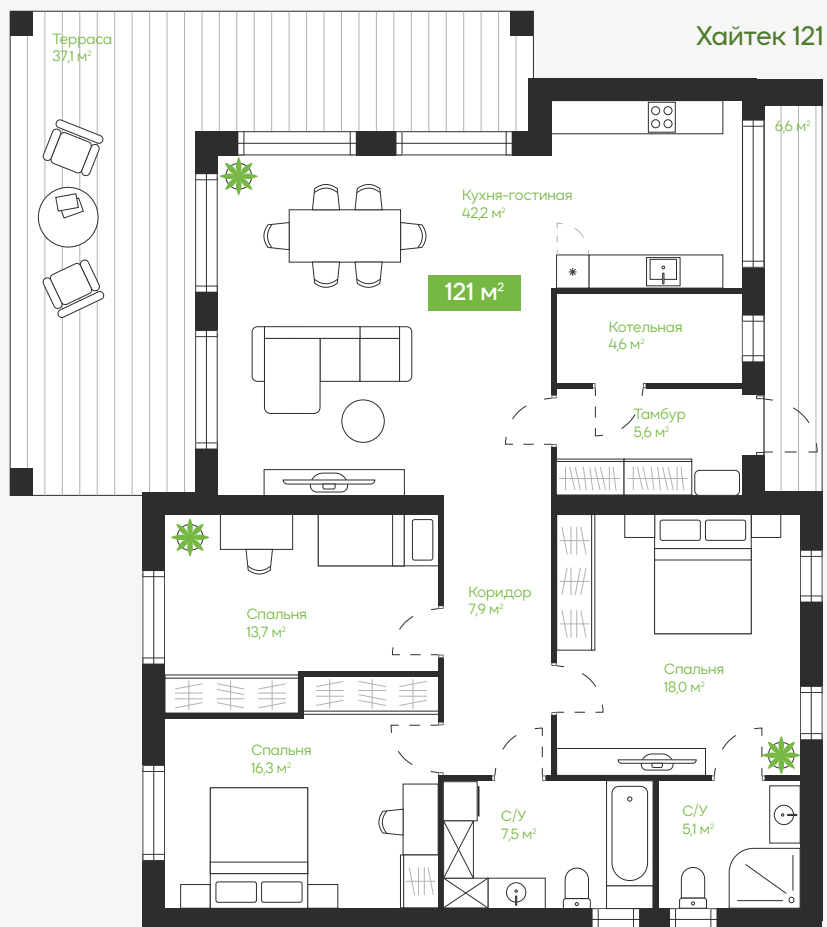 Хайтек 121
Терраса
37,1 м²
6,6 м²
Кухня-гостиная
42,2 м²
121 м²
Котельная
4,6 м²
Тамбур
5,6 м²
Коридор
7,9 м²
Спальня
13,7 м²
Спальня
18,0 м²
Спальня
16,3 м²
С/У
7,5 м²
С/У
5,1 м²